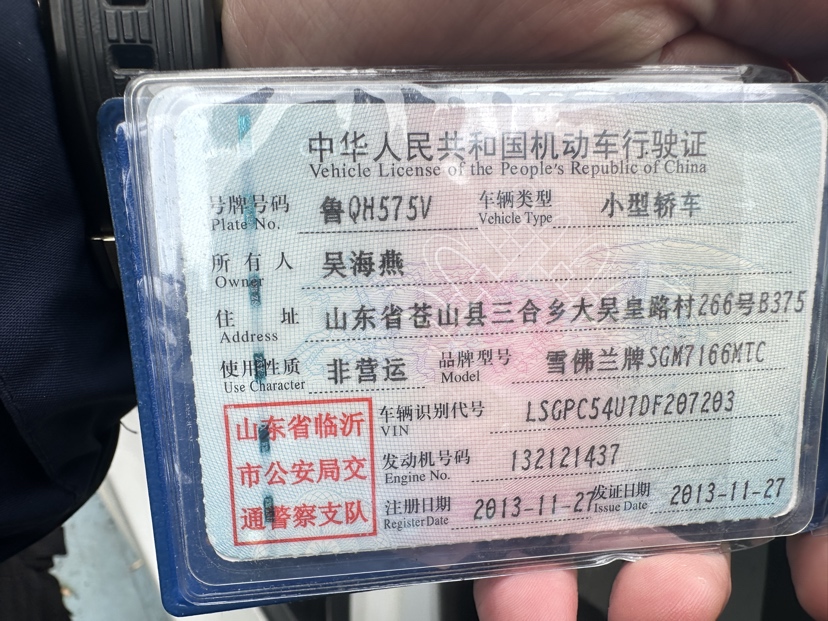 中华人民共和国机动车行驶证
Vehicle License of the People's Republic of China
号牌号码 鲁QH575V 车辆类型 小型轿车
Plate No. Vehicle Type
所有人 吴海燕
Owner
住址 山东省苍山县三合乡大吴皇路村266号B375
Address
使用性质 非营运 品牌型号 雪佛兰牌SGM7166MTC
Use Character Model
山东省临沂 车辆识别代号 LSGPC54U7DF207203
VIN
市公安局交 发动机号码 132121437
Engine No.
通警察支队 注册日期 2013-11-27 发证日期 2013-11-27
Register Date Issue Date